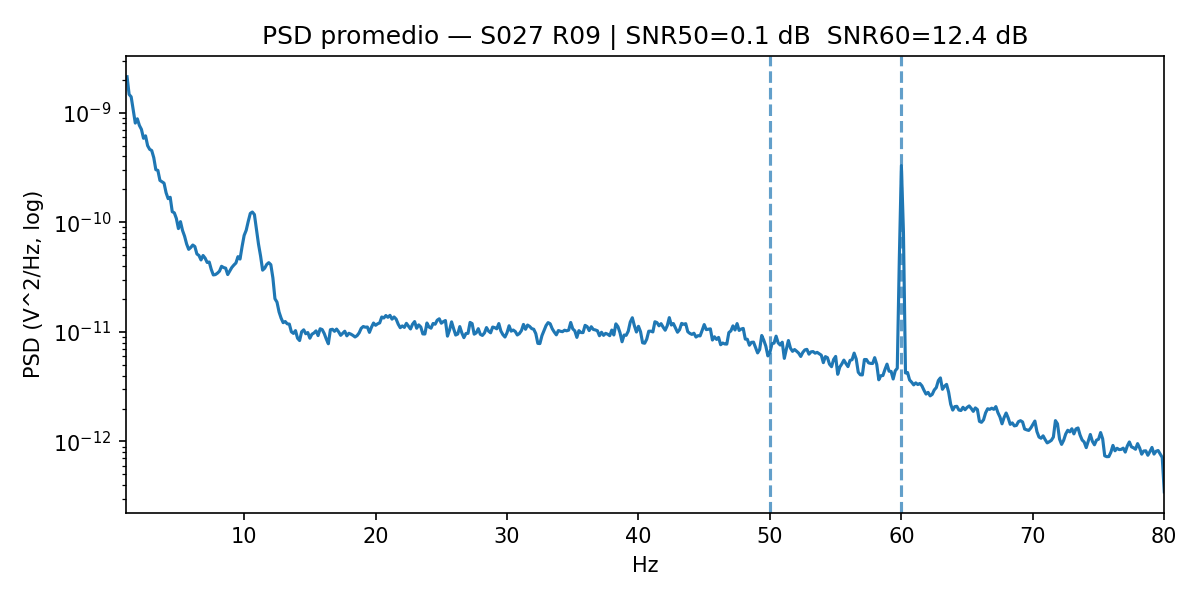 PSD promedio — S027 R09 | SNR50=0.1 dB  SNR60=12.4 dB
PSD (V^2/Hz, log)
10⁻⁹
10⁻¹⁰
10⁻¹¹
10⁻¹²
10 20 30 40 50 60 70 80
Hz